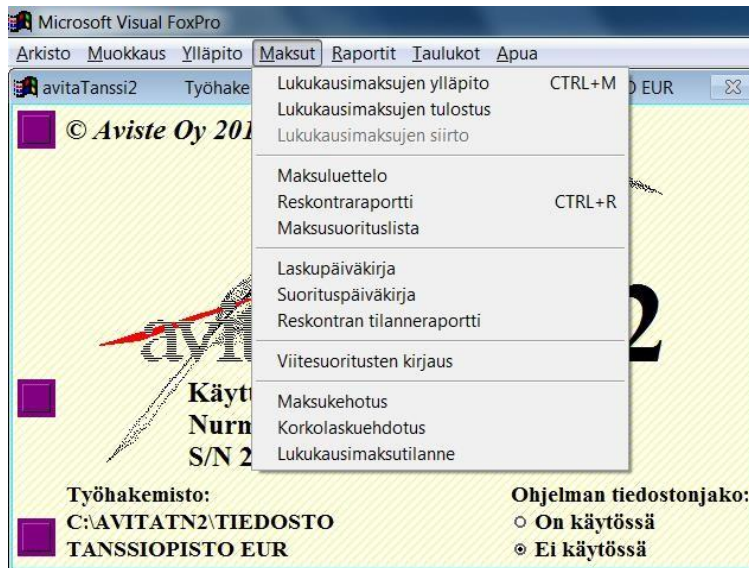 Microsoft Visual FoxPro
Arkisto Muokkaus Ylläpito Maksut Raportit Taulukot Apua
avitaTanssi2 Työhake EUR
Lukukausimaksujen ylläpito CTRL+M
Lukukausimaksujen tulostus
Lukukausimaksujen siirto
© Aviste Oy 201
Maksuluettelo
Reskontraraportti CTRL+R
Maksusuorituslista
Laskupäiväkirja
Suorituspäiväkirja
Reskontran tilanneraportti
avit 2
Viitesuoritusten kirjaus
Maksukehotus
Korkolaskuehdotus
Lukukausimaksutilanne
Käyt
Nurm
S/N 2
Työhakemisto: Ohjelman tiedostonjako:
C:\AVITATN2\TIEDOSTO On käytössä
TANSSIOPISTO EUR Ei käytössä